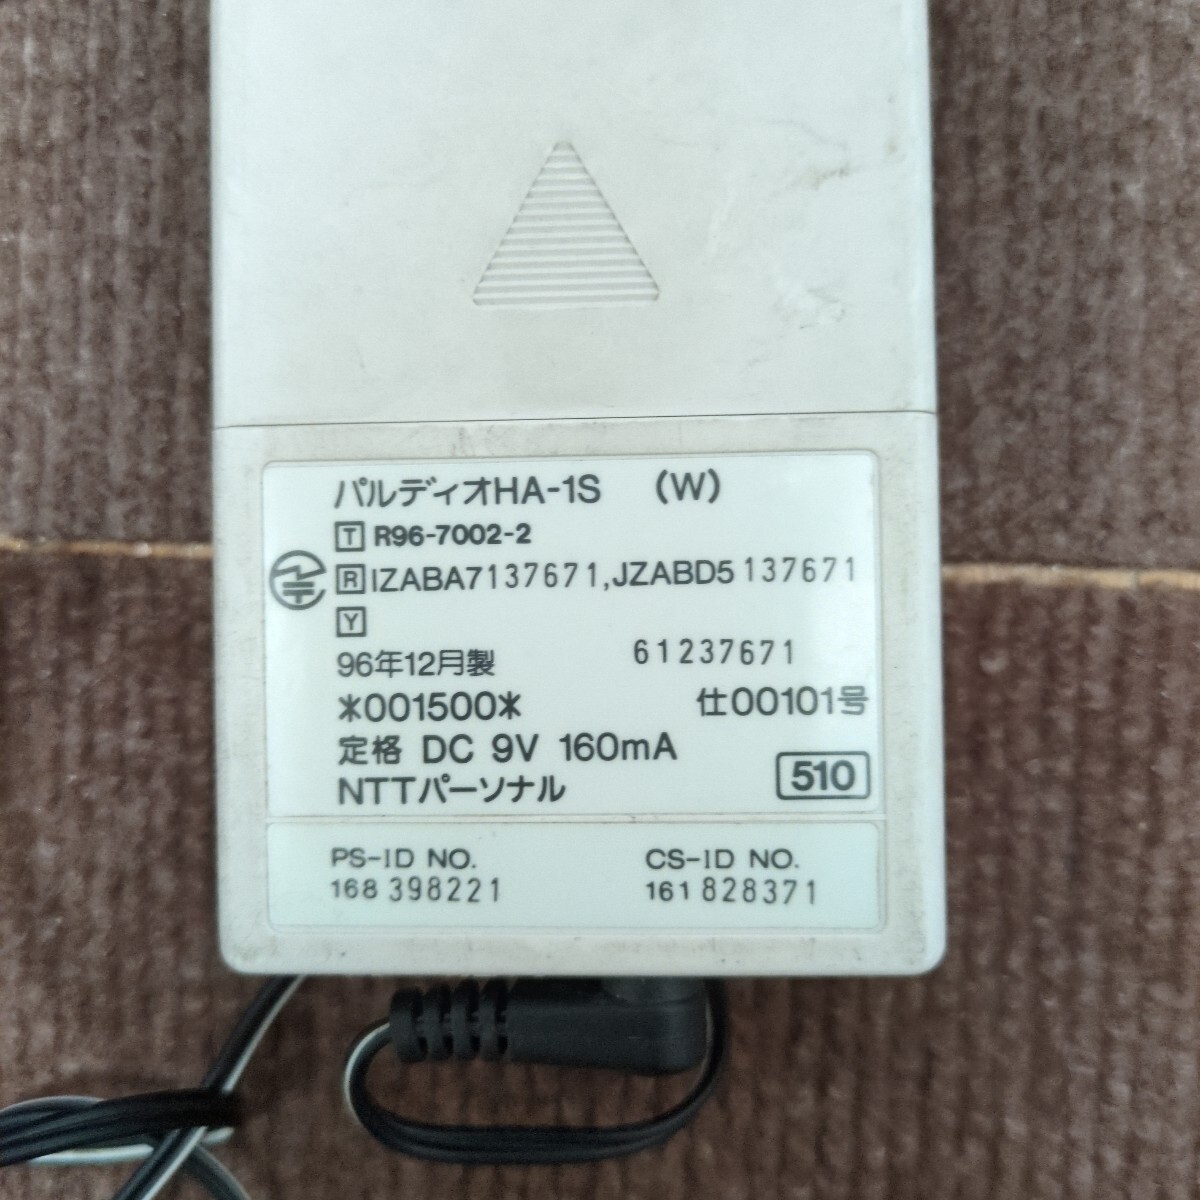 パルディオHA-1S (W)
T R96-7002-2
R IZABA7137671,JZABD5137671
Y
96年12月製 61237671
*001500* 仕00101号
定格 DC 9V 160mA
NTTパーソナル 510
PS-ID NO. CS-ID NO.
168 398221 161 828371